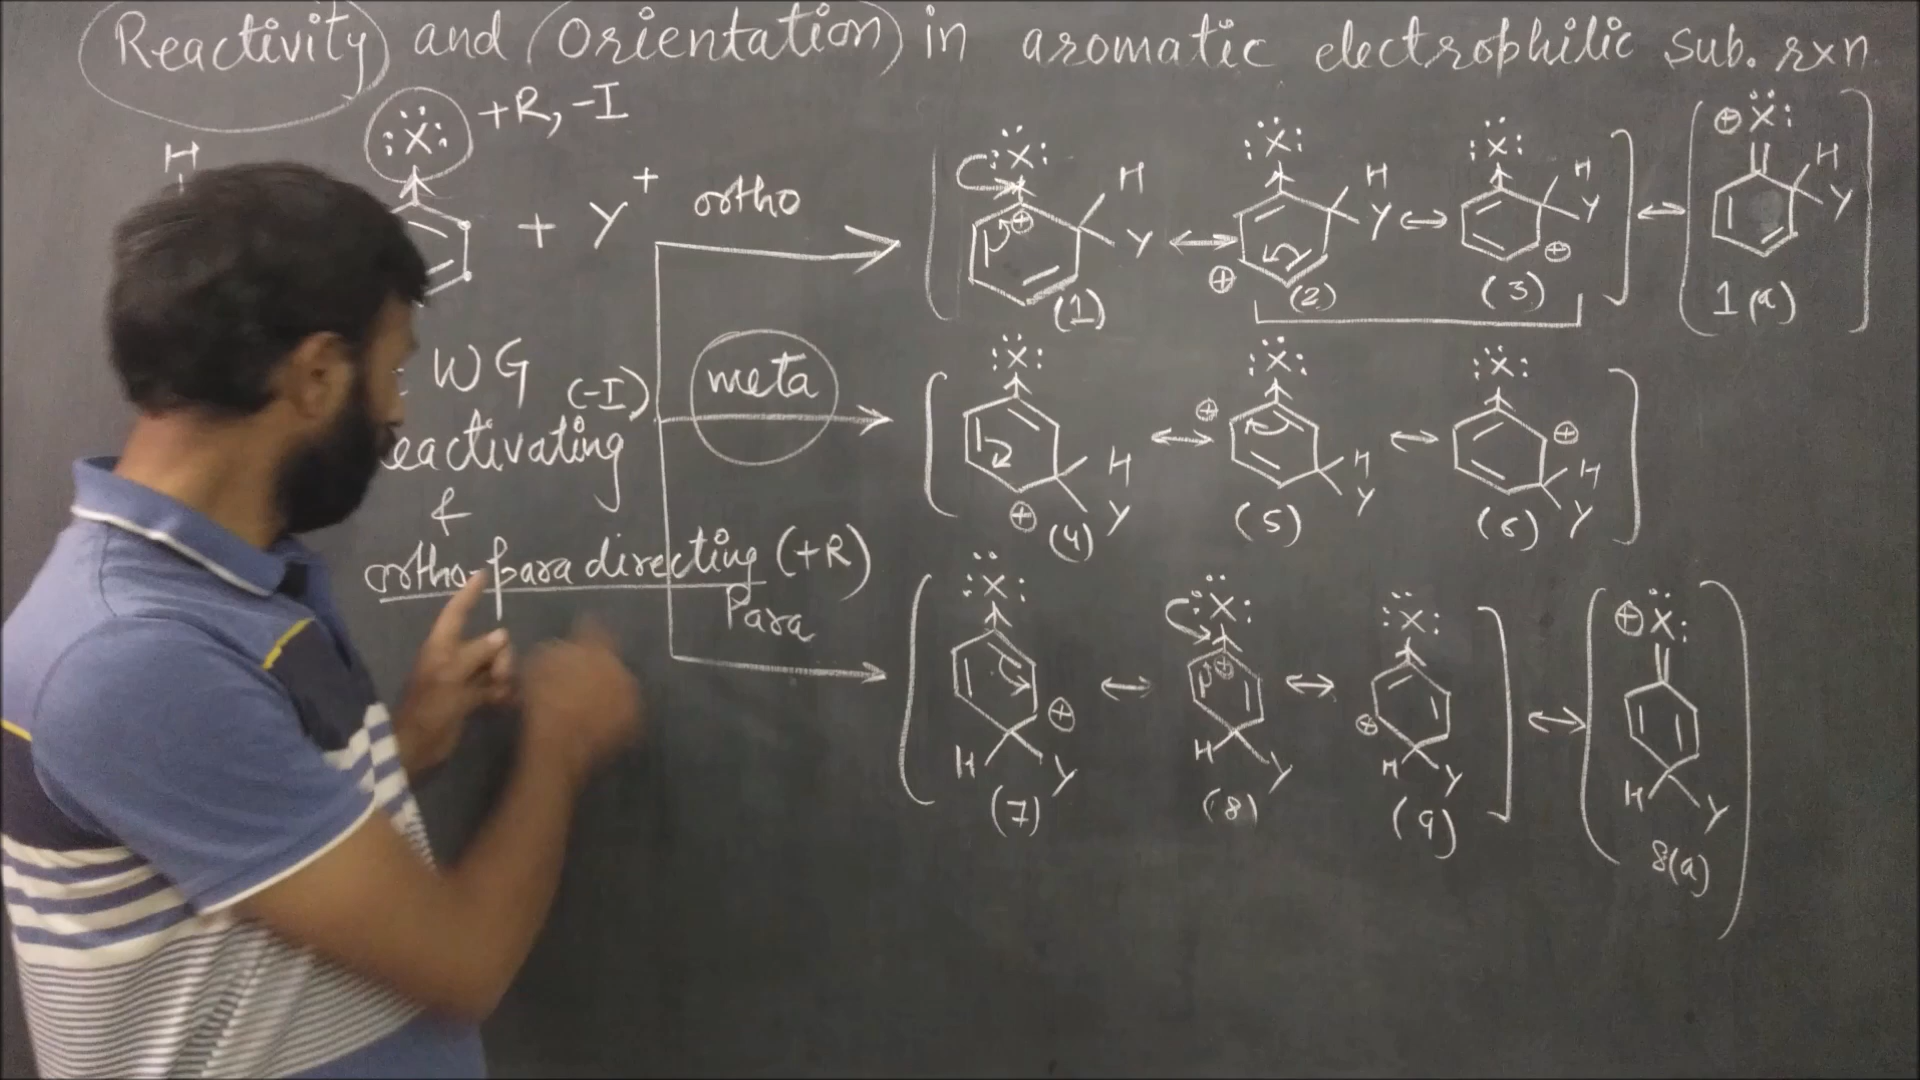 Reactivity and Orientation in aromatic electrophilic sub. rxn
H
:Ẍ: +R, -I
+ Y+
ortho
:Ẍ: ⊕ H Y (1) ↔ :Ẍ: ⊕ H Y (2) ↔ :Ẍ: ⊕ H Y (3) ↔ ⊕Ẍ: H Y 1(a)
WG (-I)
eactivating
&
ortho-para directing (+R)
meta
:Ẍ: ⊕ H Y (4) ↔ :Ẍ: ⊕ H Y (5) ↔ :Ẍ: ⊕ H Y (6)
Para
:Ẍ: ⊕ H Y (7) ↔ :Ẍ: ⊕ H Y (8) ↔ :Ẍ: ⊕ H Y (9) ↔ ⊕Ẍ: H Y 8(a)